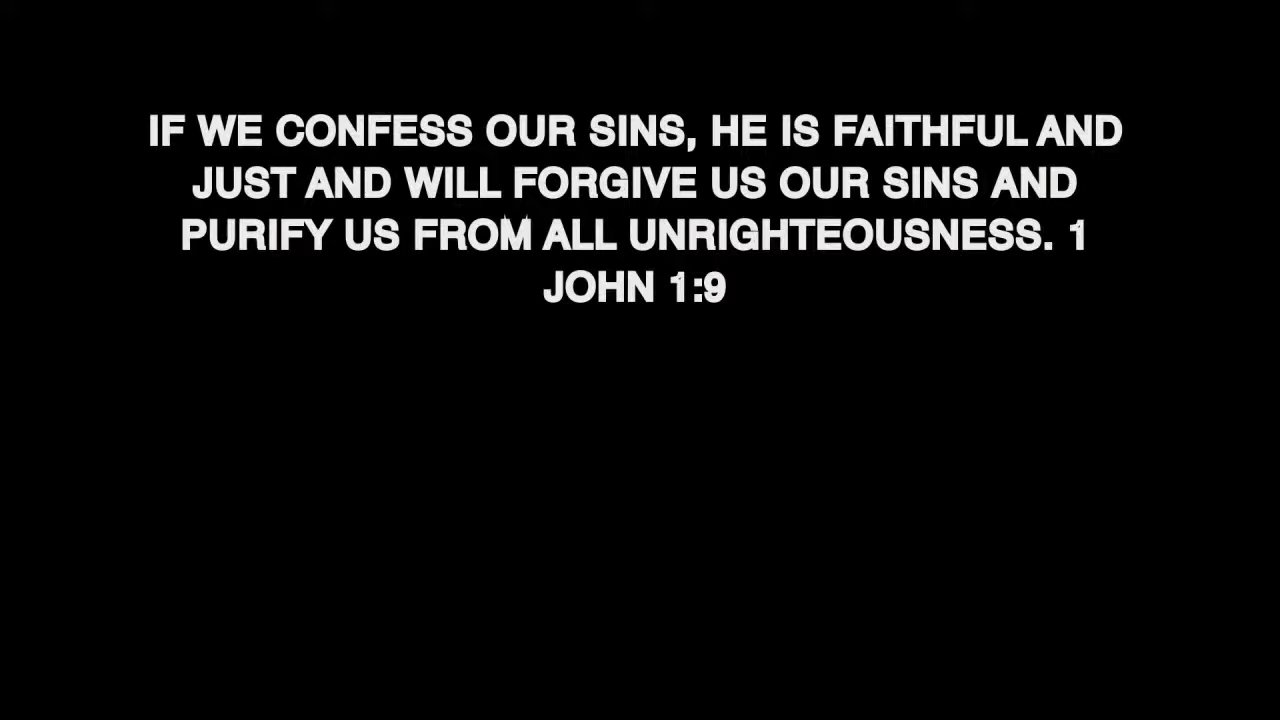 IF WE CONFESS OUR SINS, HE IS FAITHFUL AND
JUST AND WILL FORGIVE US OUR SINS AND
PURIFY US FROM ALL UNRIGHTEOUSNESS. 1
JOHN 1:9